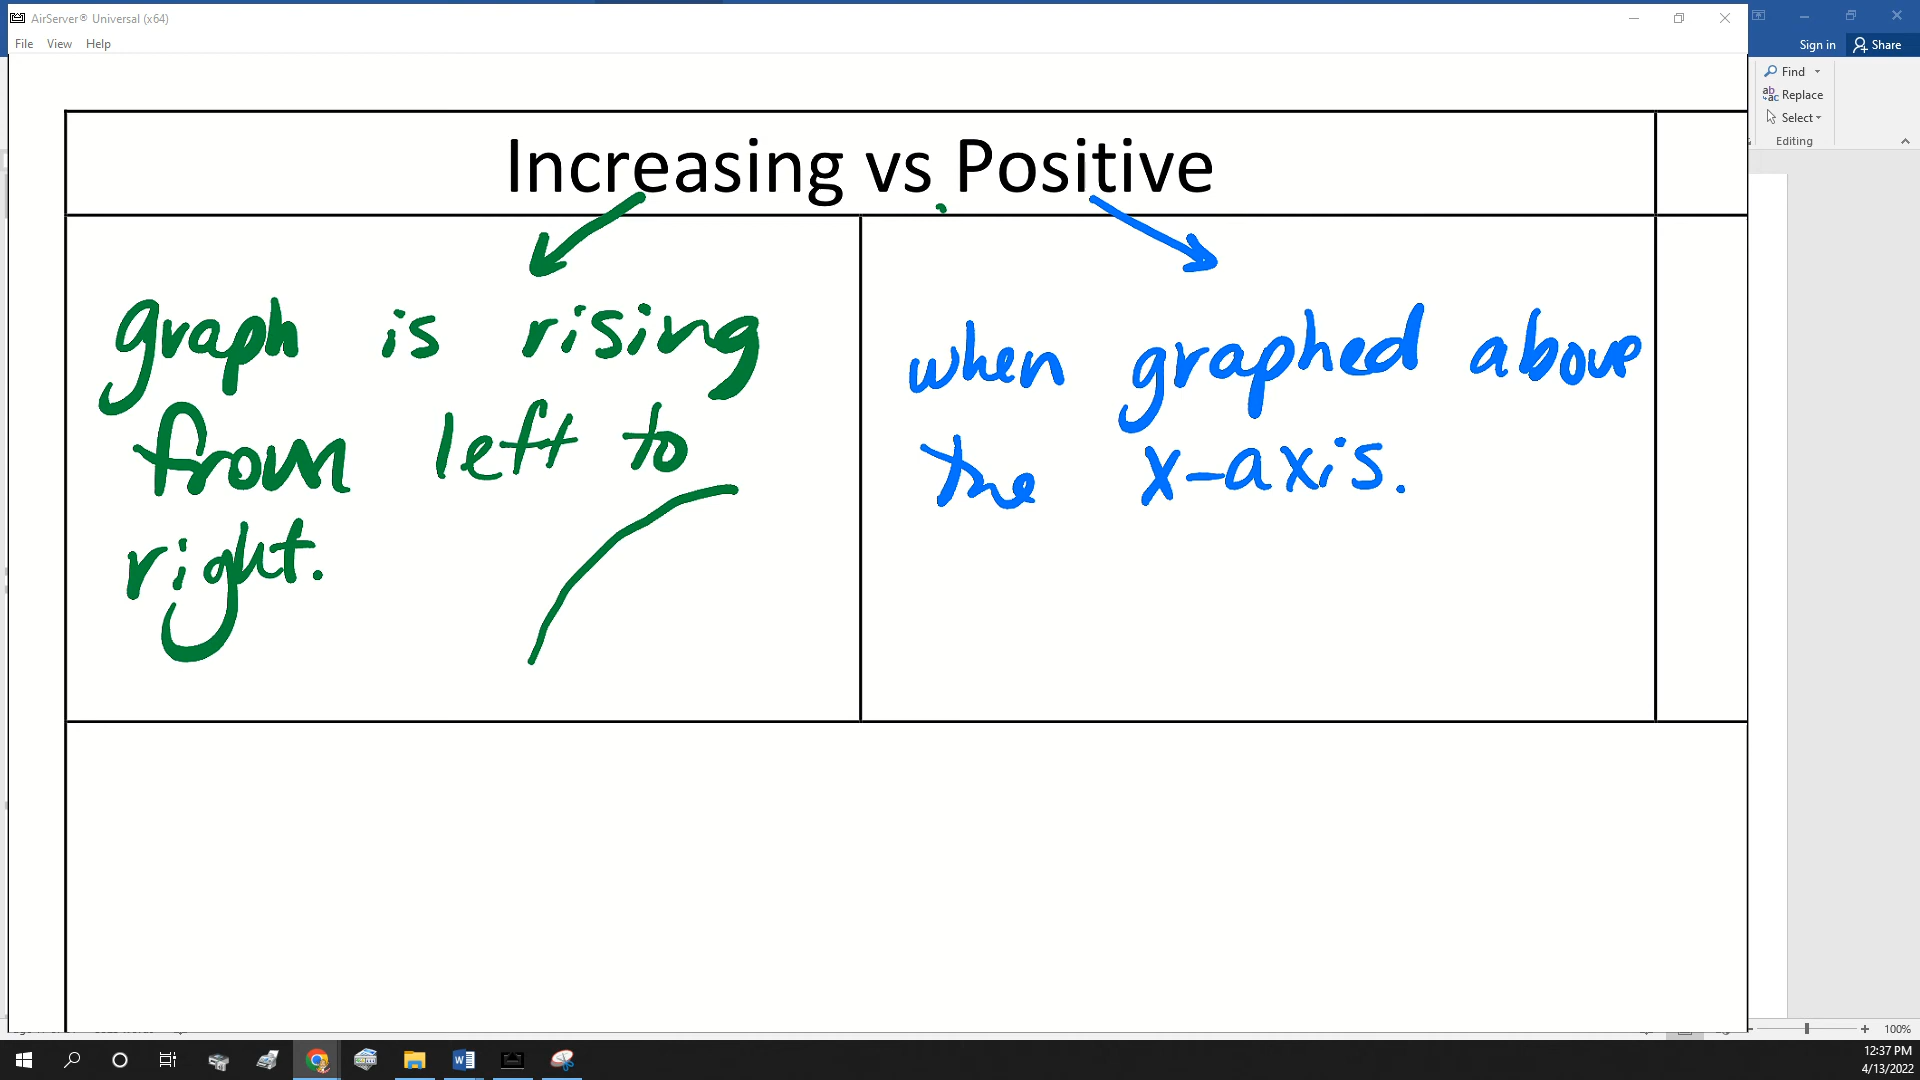 AirServer® Universal (x64)
File View Help
Sign in Share
Find
Replace
Select
Editing
Increasing vs Positive
graph is rising
from left to
right.
when graphed above
the x-axis.
100%
12:37 PM
4/13/2022